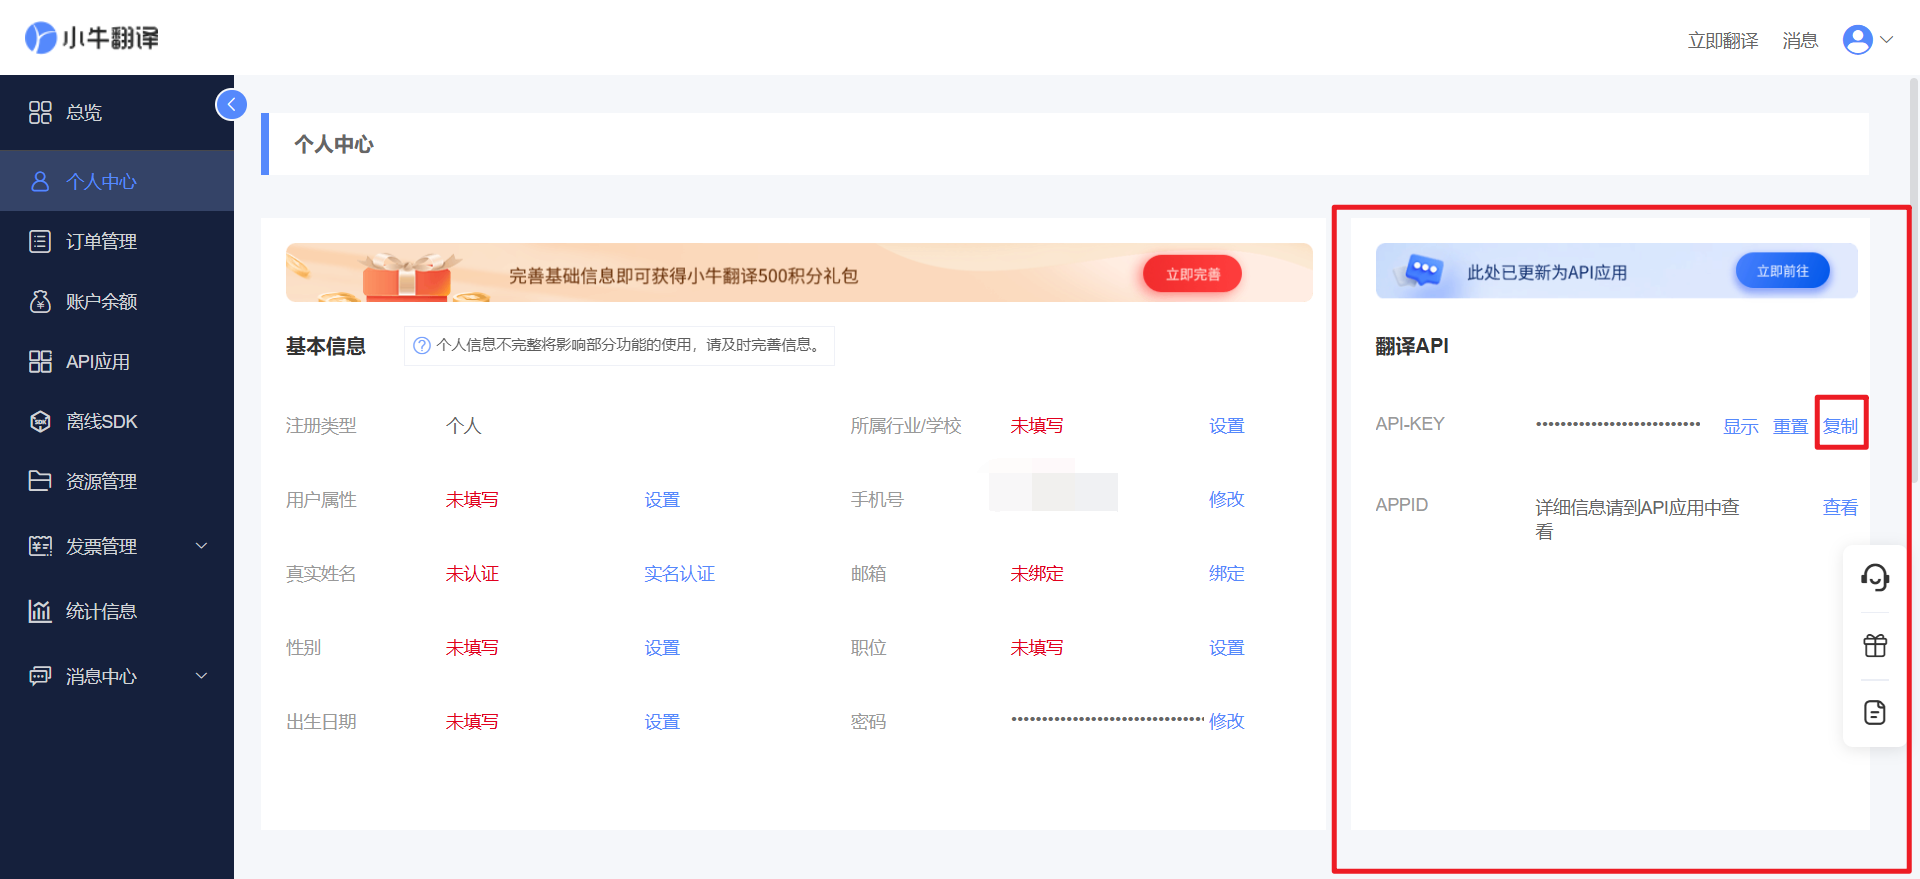 小牛翻译
立即翻译 消息
总览
个人中心
订单管理
账户余额
API应用
离线SDK
资源管理
发票管理
统计信息
消息中心
个人中心
完善基础信息即可获得小牛翻译500积分礼包 立即完善
基本信息 个人信息不完整将影响部分功能的使用，请及时完善信息。
注册类型 个人 所属行业/学校 未填写 设置
用户属性 未填写 设置 手机号 修改
真实姓名 未认证 实名认证 邮箱 未绑定 绑定
性别 未填写 设置 职位 未填写 设置
出生日期 未填写 设置 密码 修改
此处已更新为API应用 立即前往
翻译API
API-KEY 显示 重置 复制
APPID 详细信息请到API应用中查 查看
看